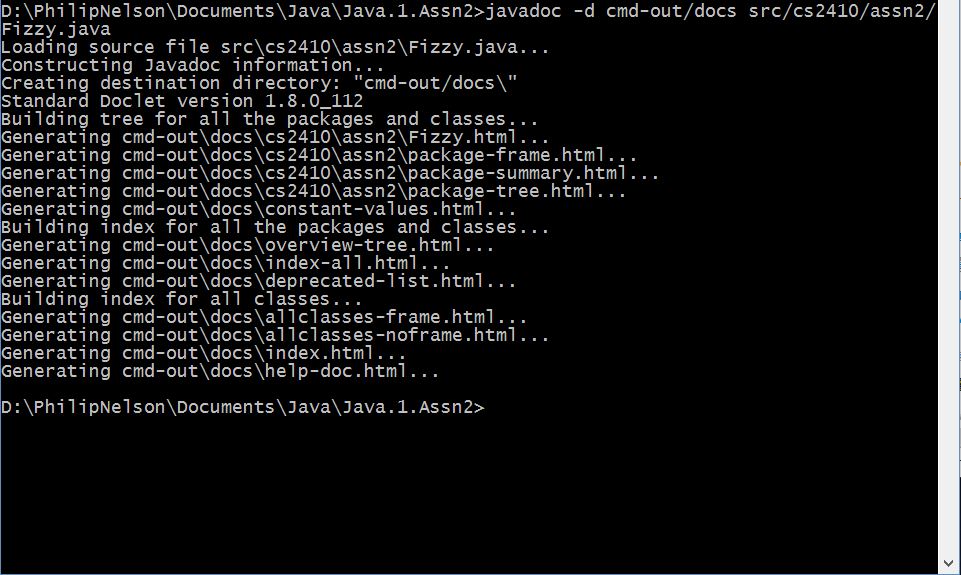 D:\PhilipNelson\Documents\Java\Java.1.Assn2>javadoc -d cmd-out/docs src/cs2410/assn2/
Fizzy.java
Loading source file src\cs2410\assn2\Fizzy.java...
Constructing Javadoc information...
Creating destination directory: "cmd-out/docs\"
Standard Doclet version 1.8.0_112
Building tree for all the packages and classes...
Generating cmd-out\docs\cs2410\assn2\Fizzy.html...
Generating cmd-out\docs\cs2410\assn2\package-frame.html...
Generating cmd-out\docs\cs2410\assn2\package-summary.html...
Generating cmd-out\docs\cs2410\assn2\package-tree.html...
Generating cmd-out\docs\constant-values.html...
Building index for all the packages and classes...
Generating cmd-out\docs\overview-tree.html...
Generating cmd-out\docs\index-all.html...
Generating cmd-out\docs\deprecated-list.html...
Building index for all classes...
Generating cmd-out\docs\allclasses-frame.html...
Generating cmd-out\docs\allclasses-noframe.html...
Generating cmd-out\docs\index.html...
Generating cmd-out\docs\help-doc.html...
D:\PhilipNelson\Documents\Java\Java.1.Assn2>